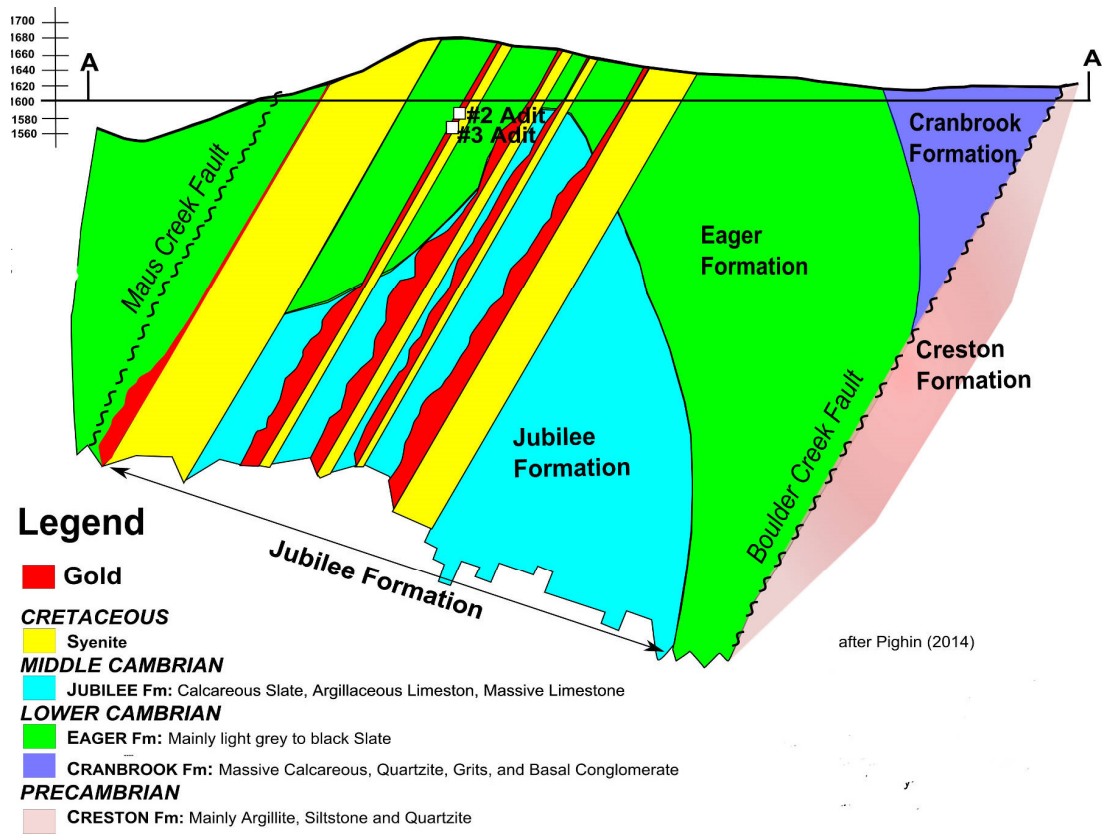 1700
1680
1660
1640
1620
1600
1580
1560
A
A
#2 Adit
#3 Adit
Maus Creek Fault
Cranbrook
Formation
Eager
Formation
Creston
Formation
Jubilee
Formation
Boulder Creek Fault
Jubilee Formation
after Pighin (2014)
Legend
Gold
CRETACEOUS
Syenite
MIDDLE CAMBRIAN
JUBILEE Fm: Calcareous Slate, Argillaceous Limeston, Massive Limestone
LOWER CAMBRIAN
EAGER Fm: Mainly light grey to black Slate
CRANBROOK Fm: Massive Calcareous, Quartzite, Grits, and Basal Conglomerate
PRECAMBRIAN
CRESTON Fm: Mainly Argillite, Siltstone and Quartzite